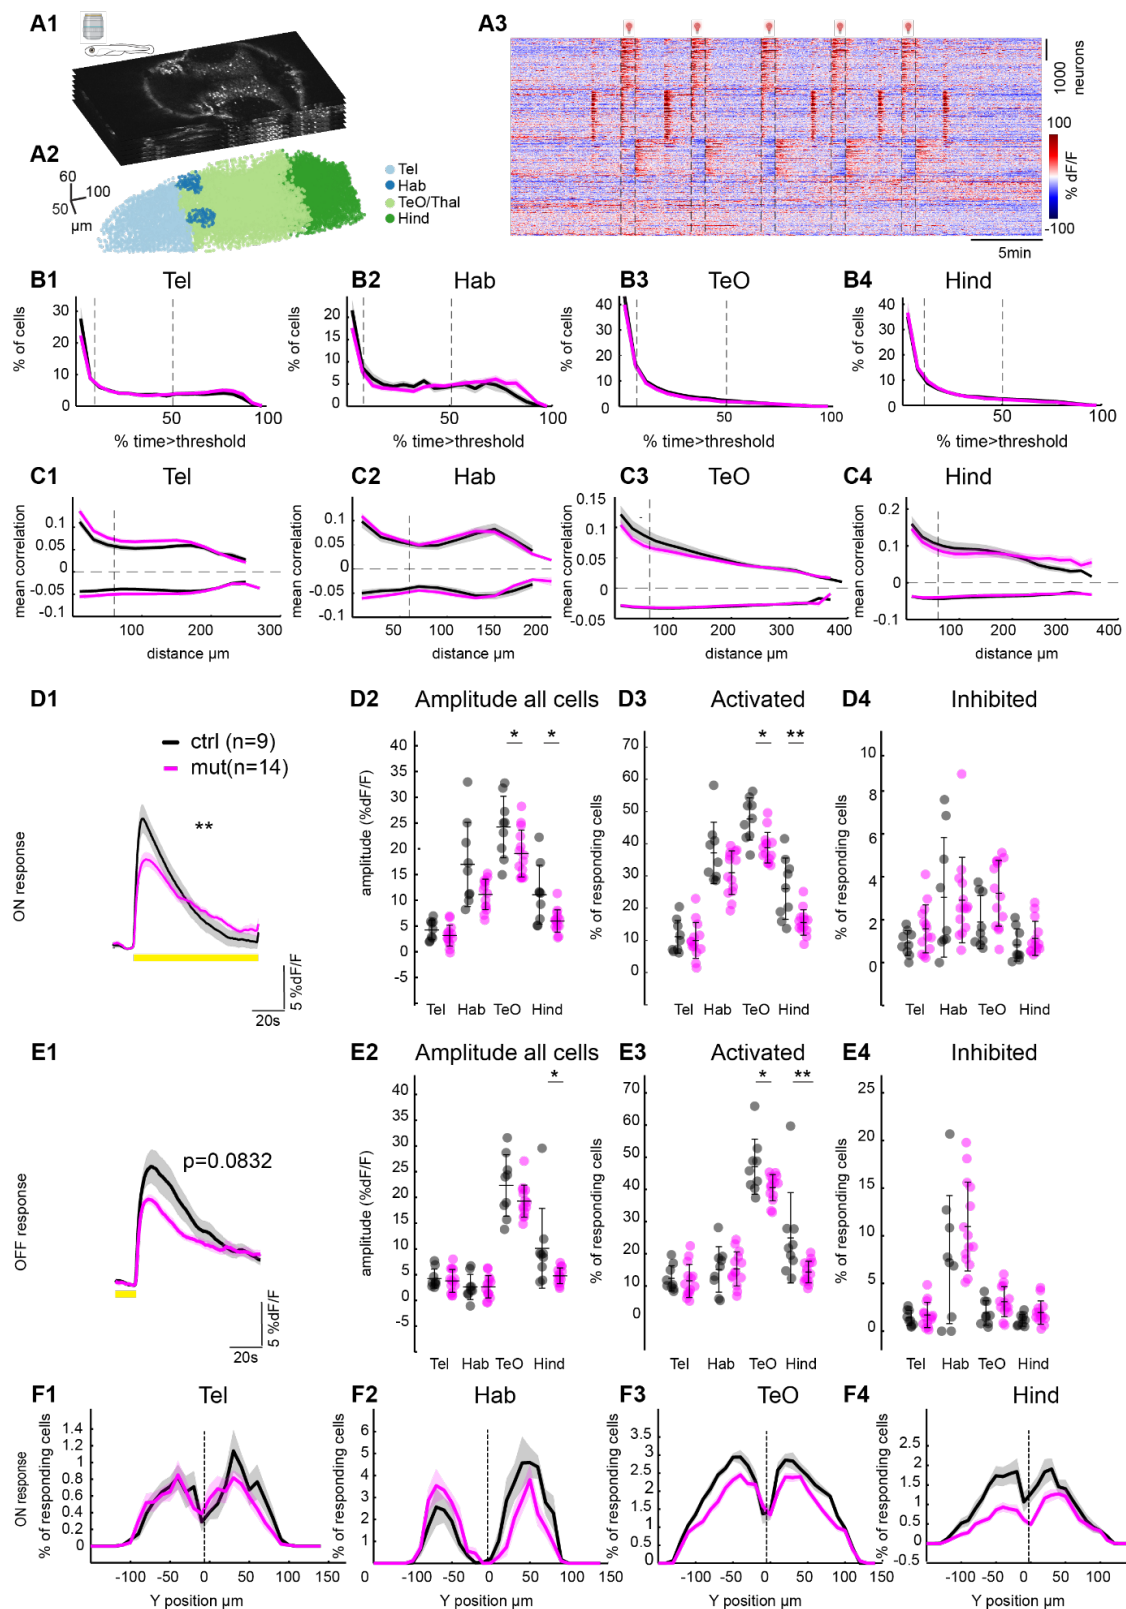 A1
A2
60
100
50
µm
Tel
Hab
TeO/Thal
Hind
A3
1000
neurons
100
% dF/F
-100
5min
B1 Tel
% of cells
30
20
10
0
50
100
% time>threshold
B2 Hab
% of cells
20
15
10
5
0
50
100
% time>threshold
B3 TeO
% of cells
40
30
20
10
0
50
100
% time>threshold
B4 Hind
% of cells
40
30
20
10
0
50
100
% time>threshold
C1 Tel
mean correlation
0.1
0.05
0
-0.05
-0.1
100 200 300
distance µm
C2 Hab
mean correlation
0.1
0.05
0
-0.05
-0.1
50 100 150 200
distance µm
C3 TeO
mean correlation
0.15
0.1
0.05
0
-0.05
100 200 300 400
distance µm
C4 Hind
mean correlation
0.2
0.1
0
-0.1
100 200 300 400
distance µm
D1
ctrl (n=9)
mut(n=14)
**
ON response
5 %dF/F
20s
D2 Amplitude all cells
amplitude (%dF/F)
40
35
30
25
20
15
10
5
0
-5
* *
Tel Hab TeO Hind
D3 Activated
% of responding cells
70
60
50
40
30
20
10
0
* **
Tel Hab TeO Hind
D4 Inhibited
% of responding cells
10
8
6
4
2
0
Tel Hab TeO Hind
E1
p=0.0832
OFF response
5 %dF/F
20s
E2 Amplitude all cells
amplitude (%dF/F)
40
35
30
25
20
15
10
5
0
-5
*
Tel Hab TeO Hind
E3 Activated
% of responding cells
70
60
50
40
30
20
10
0
* **
Tel Hab TeO Hind
E4 Inhibited
% of responding cells
25
20
15
10
5
0
Tel Hab TeO Hind
F1 Tel
ON response
% of responding cells
1.4
1
0.8
0.6
0.4
0.2
0
-100 -50 0 50 100 150
Y position µm
F2 Hab
% of responding cells
6
5
4
3
2
1
0
0
-100 -50 0 50 100 150
Y position µm
F3 TeO
% of responding cells
3.5
3
2.5
2
1.5
1
0.5
0
-100 -50 0 50 100 150
Y position µm
F4 Hind
% of responding cells
2.5
2
1.5
1
0.5
0
-0.5
-100 -50 0 50 100 150
Y position µm